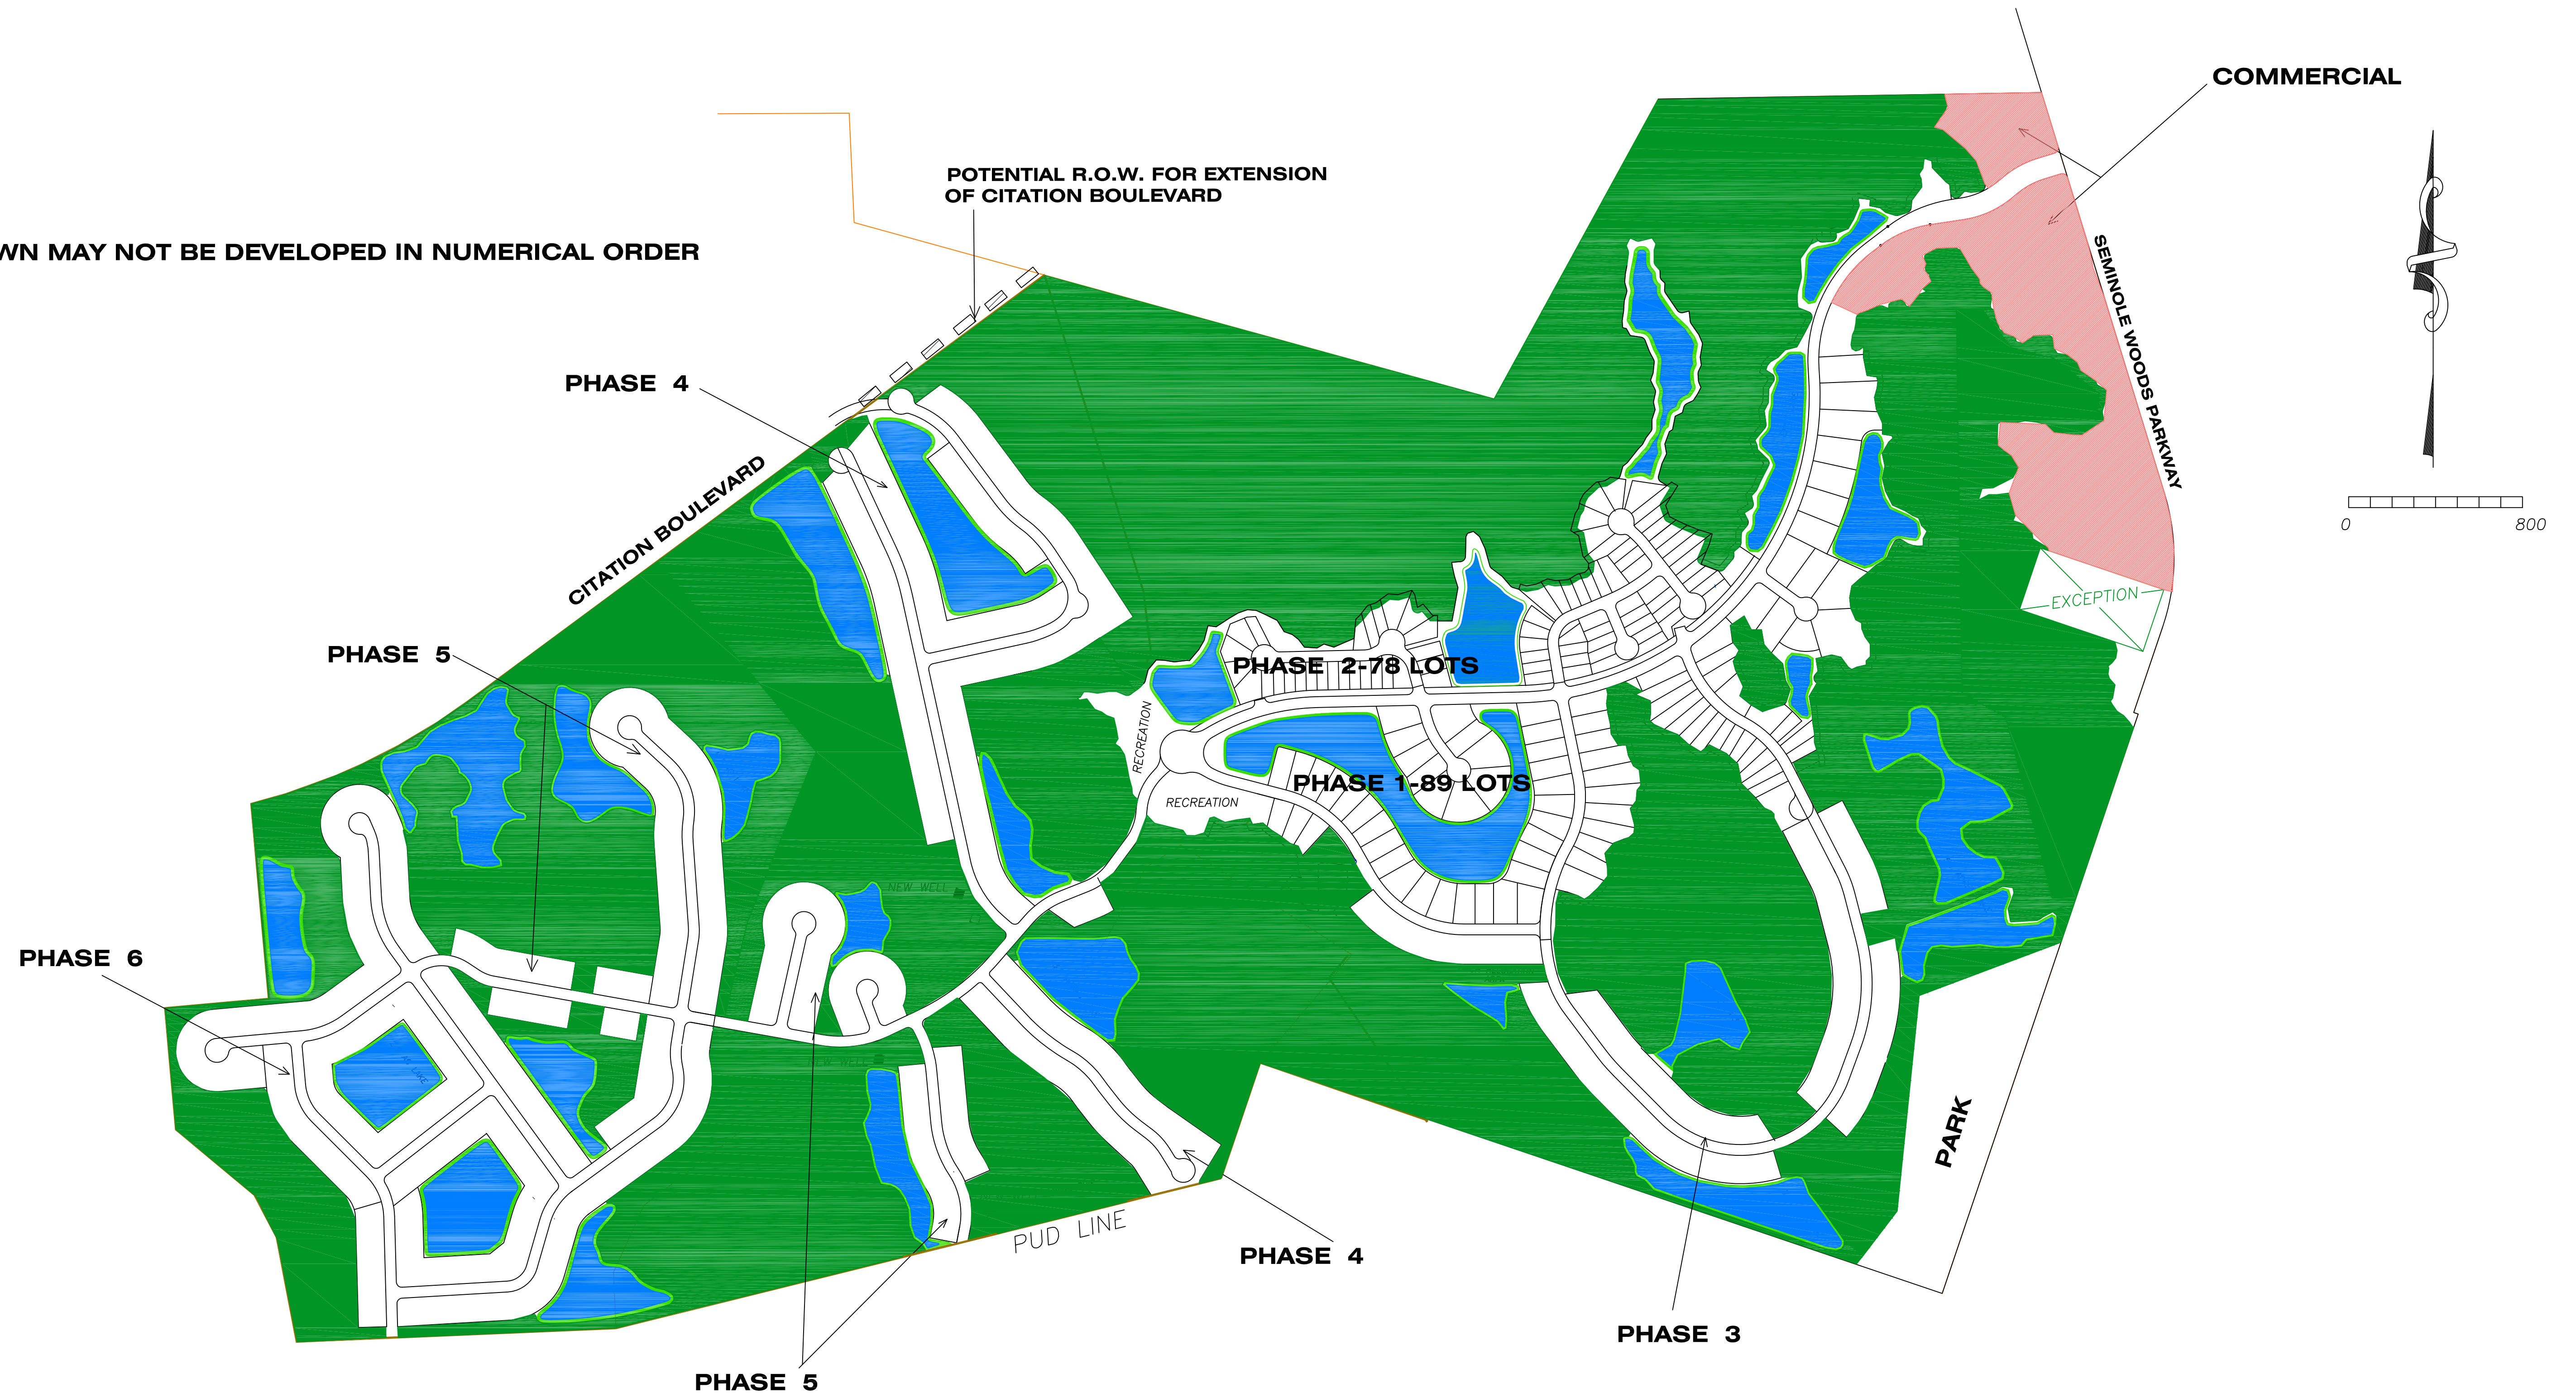 COMMERCIAL
POTENTIAL R.O.W. FOR EXTENSION
OF CITATION BOULEVARD
WN MAY NOT BE DEVELOPED IN NUMERICAL ORDER
SEMINOLE WOODS PARKWAY
PHASE 4
CITATION BOULEVARD
0 800
EXCEPTION
PHASE 5
PHASE 2-78 LOTS
RECREATION
PHASE 1-89 LOTS
RECREATION
NEW WELL
PHASE 6
NEW WELL
PARK
PUD LINE
PHASE 4
PHASE 3
PHASE 5